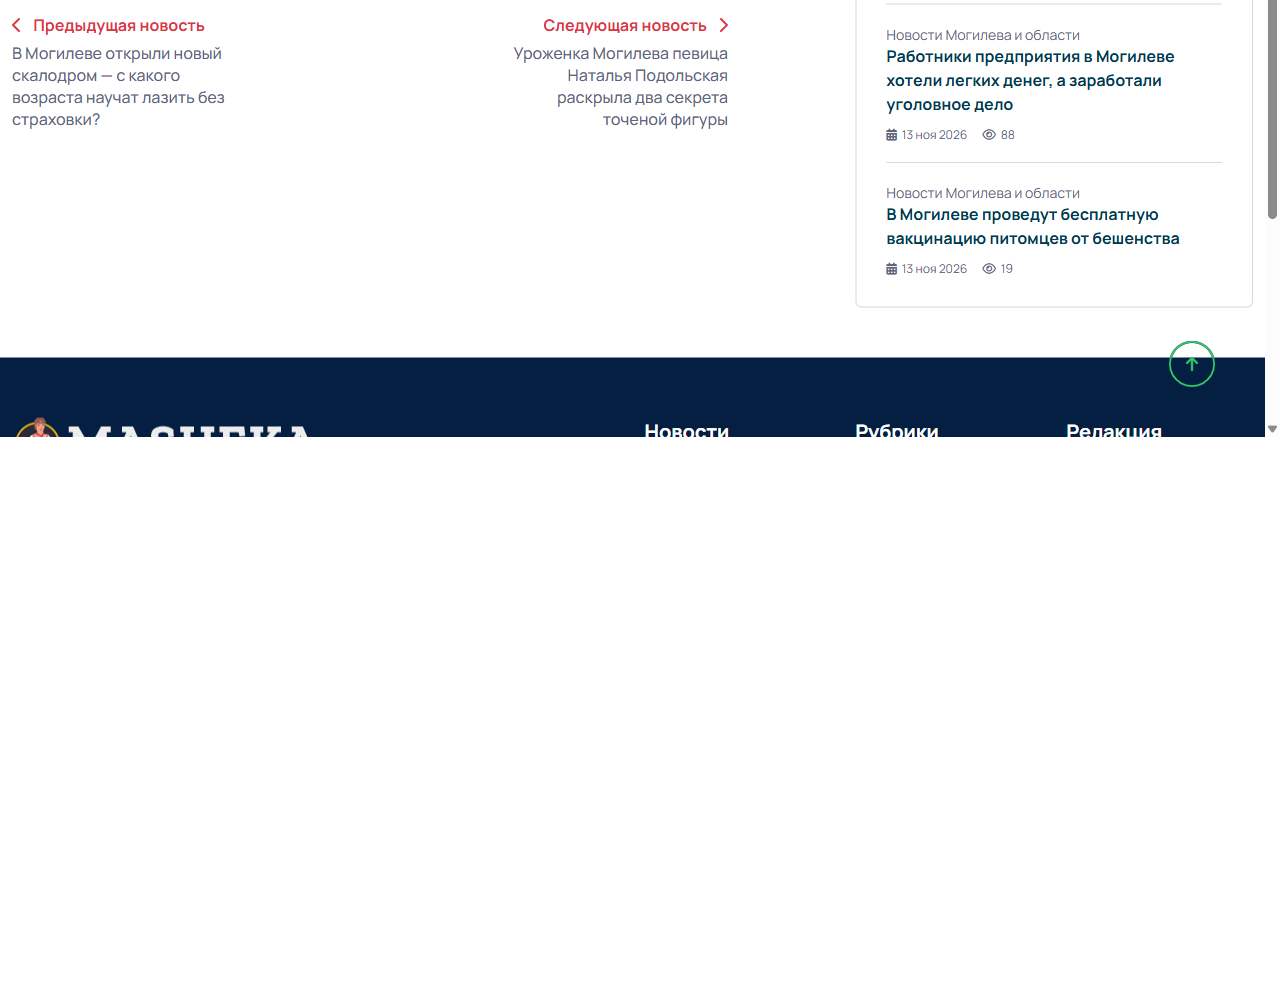 Предыдущая новость
В Могилеве открыли новый
скалодром — с какого
возраста научат лазить без
страховки?
Следующая новость
Уроженка Могилева певица
Наталья Подольская
раскрыла два секрета
точеной фигуры
Новости Могилева и области
Работники предприятия в Могилеве
хотели легких денег, а заработали
уголовное дело
13 ноя 2026 88
Новости Могилева и области
В Могилеве проведут бесплатную
вакцинацию питомцев от бешенства
13 ноя 2026 19
MASHEKA
Новости
Рубрики
Редакция